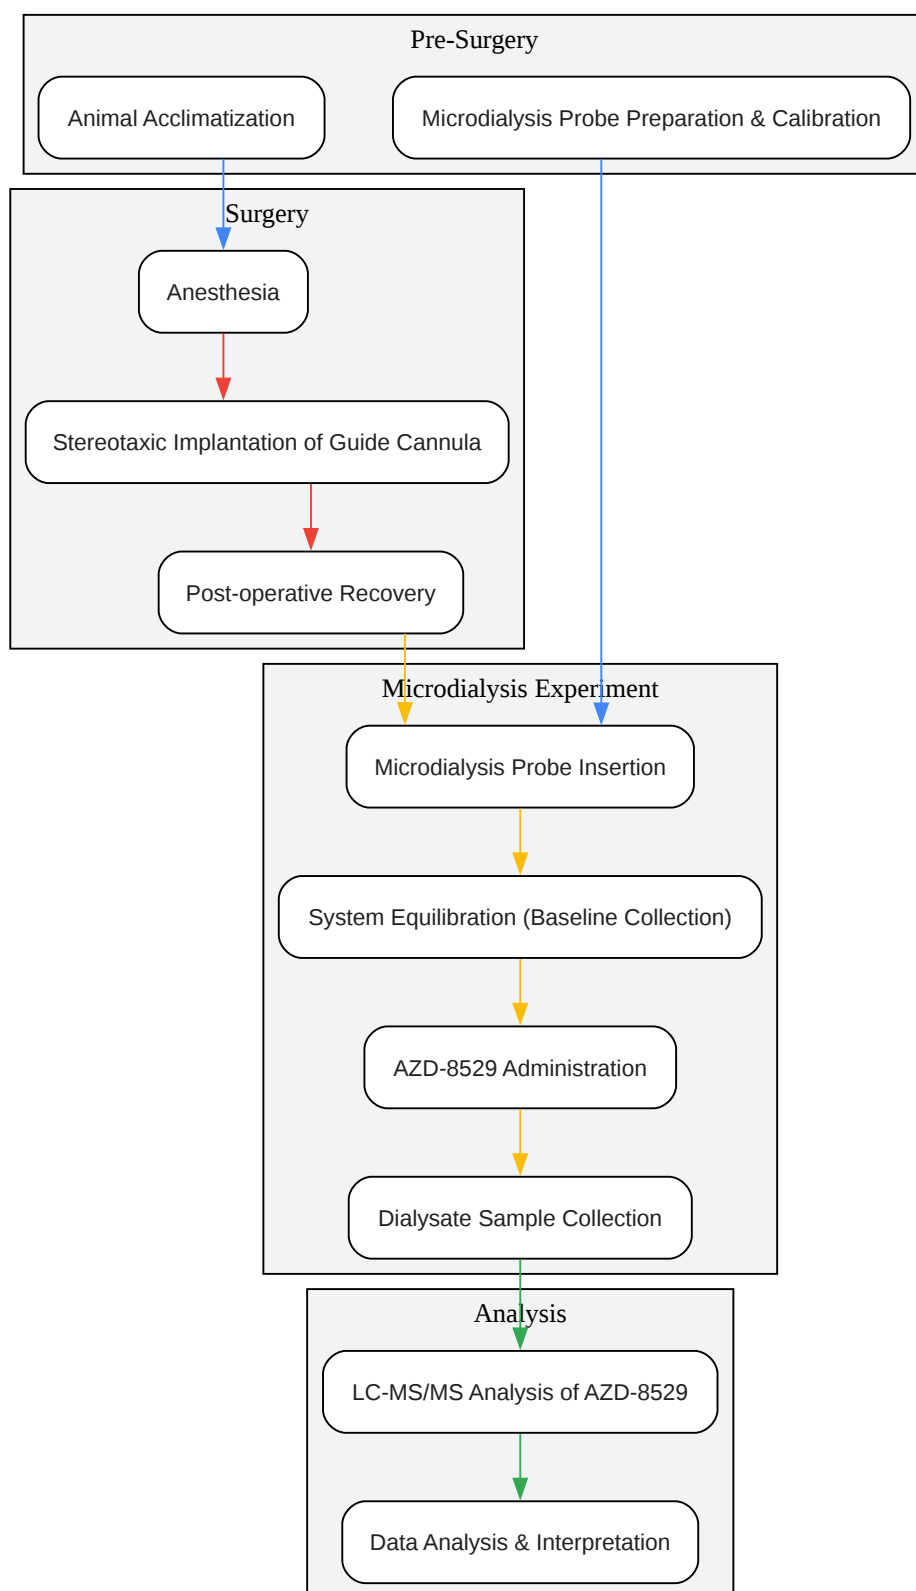 Pre-Surgery
Animal Acclimatization
Microdialysis Probe Preparation & Calibration
Surgery
Anesthesia
Stereotaxic Implantation of Guide Cannula
Post-operative Recovery
Microdialysis Experiment
Microdialysis Probe Insertion
System Equilibration (Baseline Collection)
AZD-8529 Administration
Dialysate Sample Collection
Analysis
LC-MS/MS Analysis of AZD-8529
Data Analysis & Interpretation